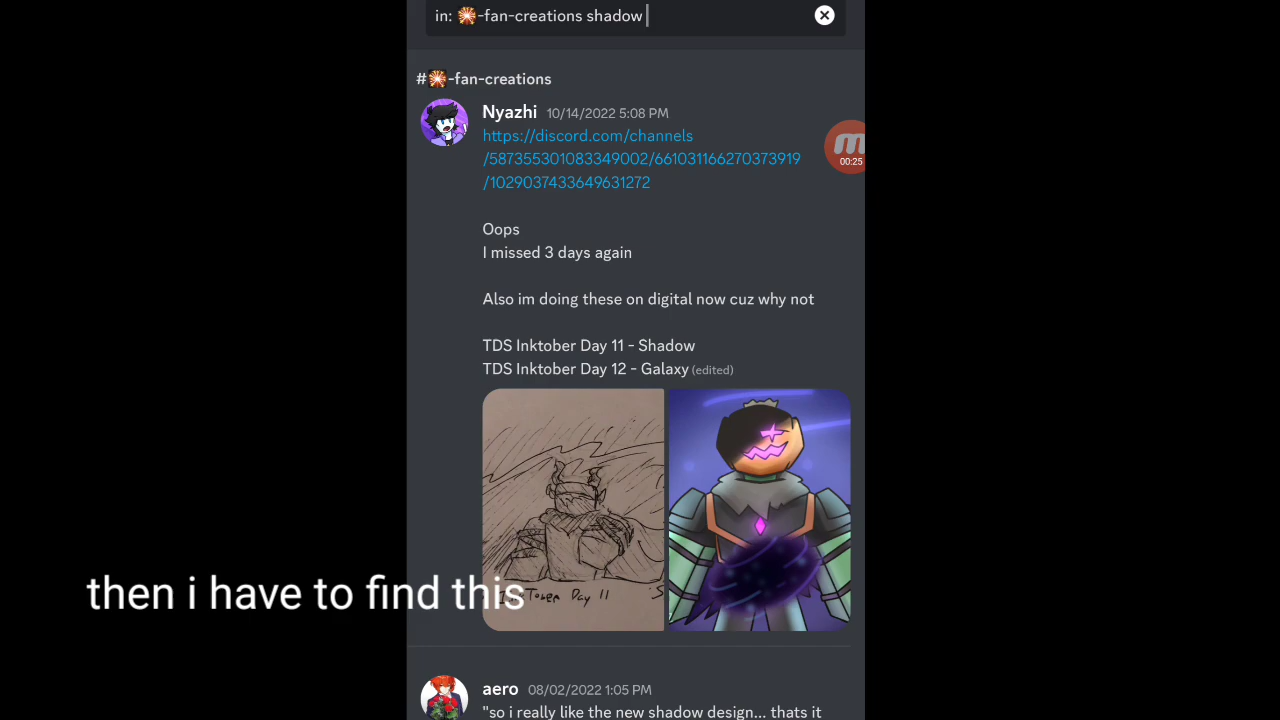 in: -fan-creations shadow
#-fan-creations
Nyazhi 10/14/2022 5:08 PM
https://discord.com/channels
/587355301083349002/661031166270373919
/1029037433649631272
00:25
Oops
I missed 3 days again
Also im doing these on digital now cuz why not
TDS Inktober Day 11 - Shadow
TDS Inktober Day 12 - Galaxy (edited)
then i have to find this
Day 11
aero 08/02/2022 1:05 PM
"so i really like the new shadow design... thats it